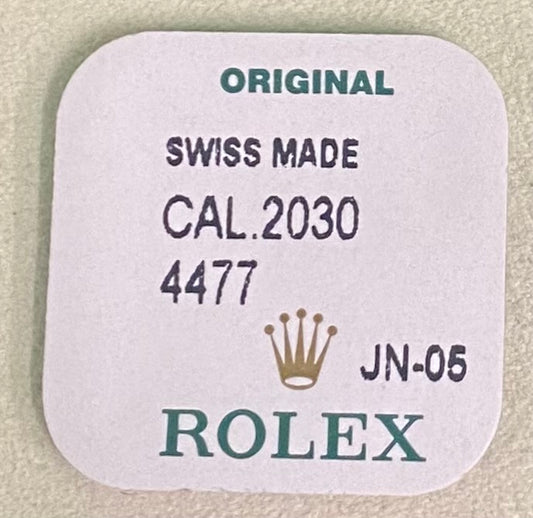 ORIGINAL
SWISS MADE
CAL.2030
4477
JN-05
ROLEX